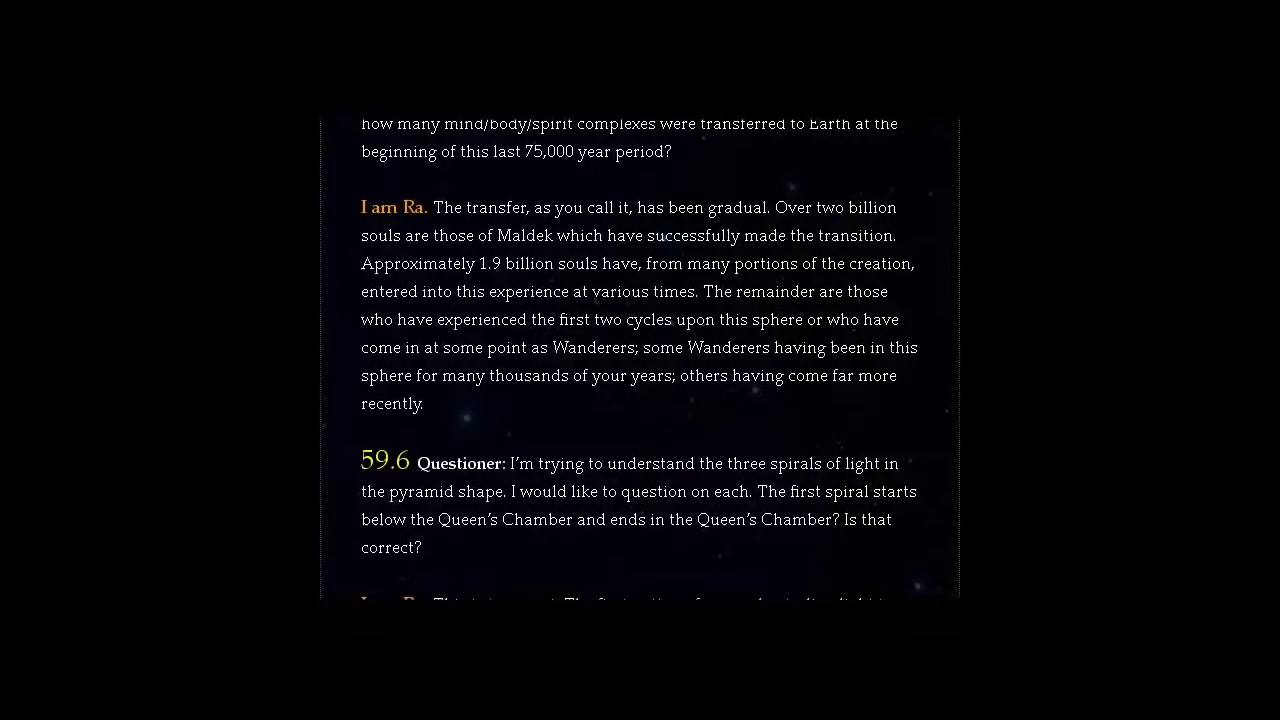 how many mind/body/spirit complexes were transferred to Earth at the
beginning of this last 75,000 year period?
I am Ra. The transfer, as you call it, has been gradual. Over two billion
souls are those of Maldek which have successfully made the transition.
Approximately 1.9 billion souls have, from many portions of the creation,
entered into this experience at various times. The remainder are those
who have experienced the first two cycles upon this sphere or who have
come in at some point as Wanderers; some Wanderers having been in this
sphere for many thousands of your years; others having come far more
recently.
59.6 Questioner: I'm trying to understand the three spirals of light in
the pyramid shape. I would like to question on each. The first spiral starts
below the Queen's Chamber and ends in the Queen's Chamber? Is that
correct?